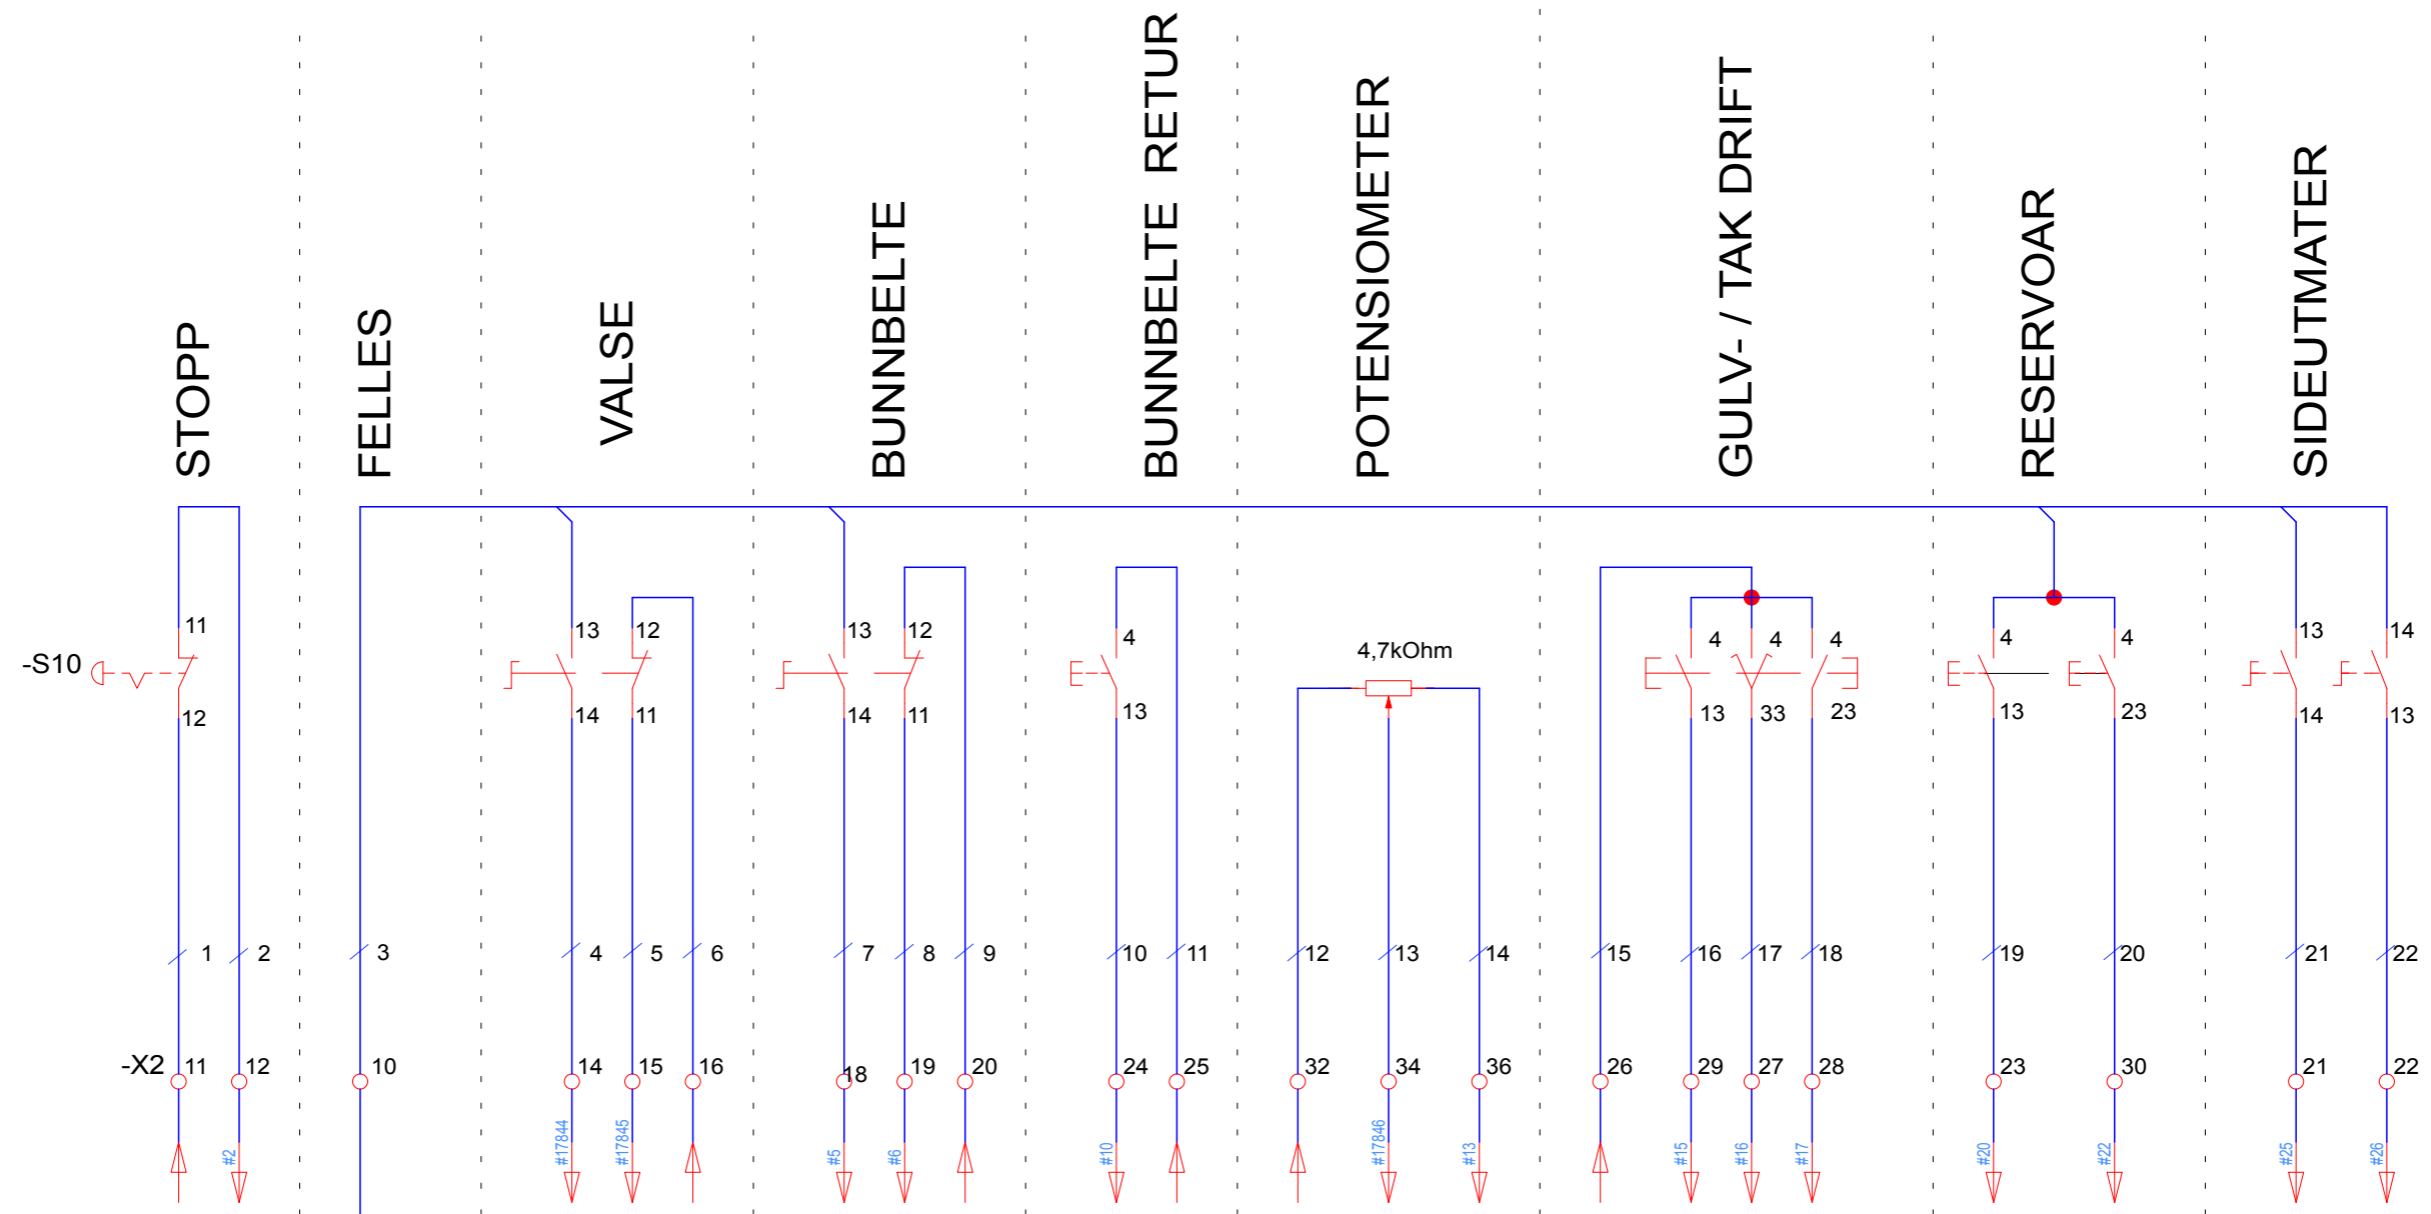 STOPP
FELLES
VALSE
BUNNBELTE
BUNNBELTE RETUR
POTENSIOMETER
GULV- / TAK DRIFT
RESERVOAR
SIDEUTMATER
11 13 12 13 12 4 4 4 4 4 4 13 14
4,7kOhm
-S10
12 14 11 14 11 13 13 33 23 13 23 14 13
1 2 3 4 5 6 7 8 9 10 11 12 13 14 15 16 17 18 19 20 21 22
-X2 11 12 10 14 15 16 18 19 20 24 25 32 34 36 26 29 27 28 23 30 21 22
#2 #17844 #17845 #5 #6 #10 #17846 #13 #15 #16 #17 #20 #22 #25 #26